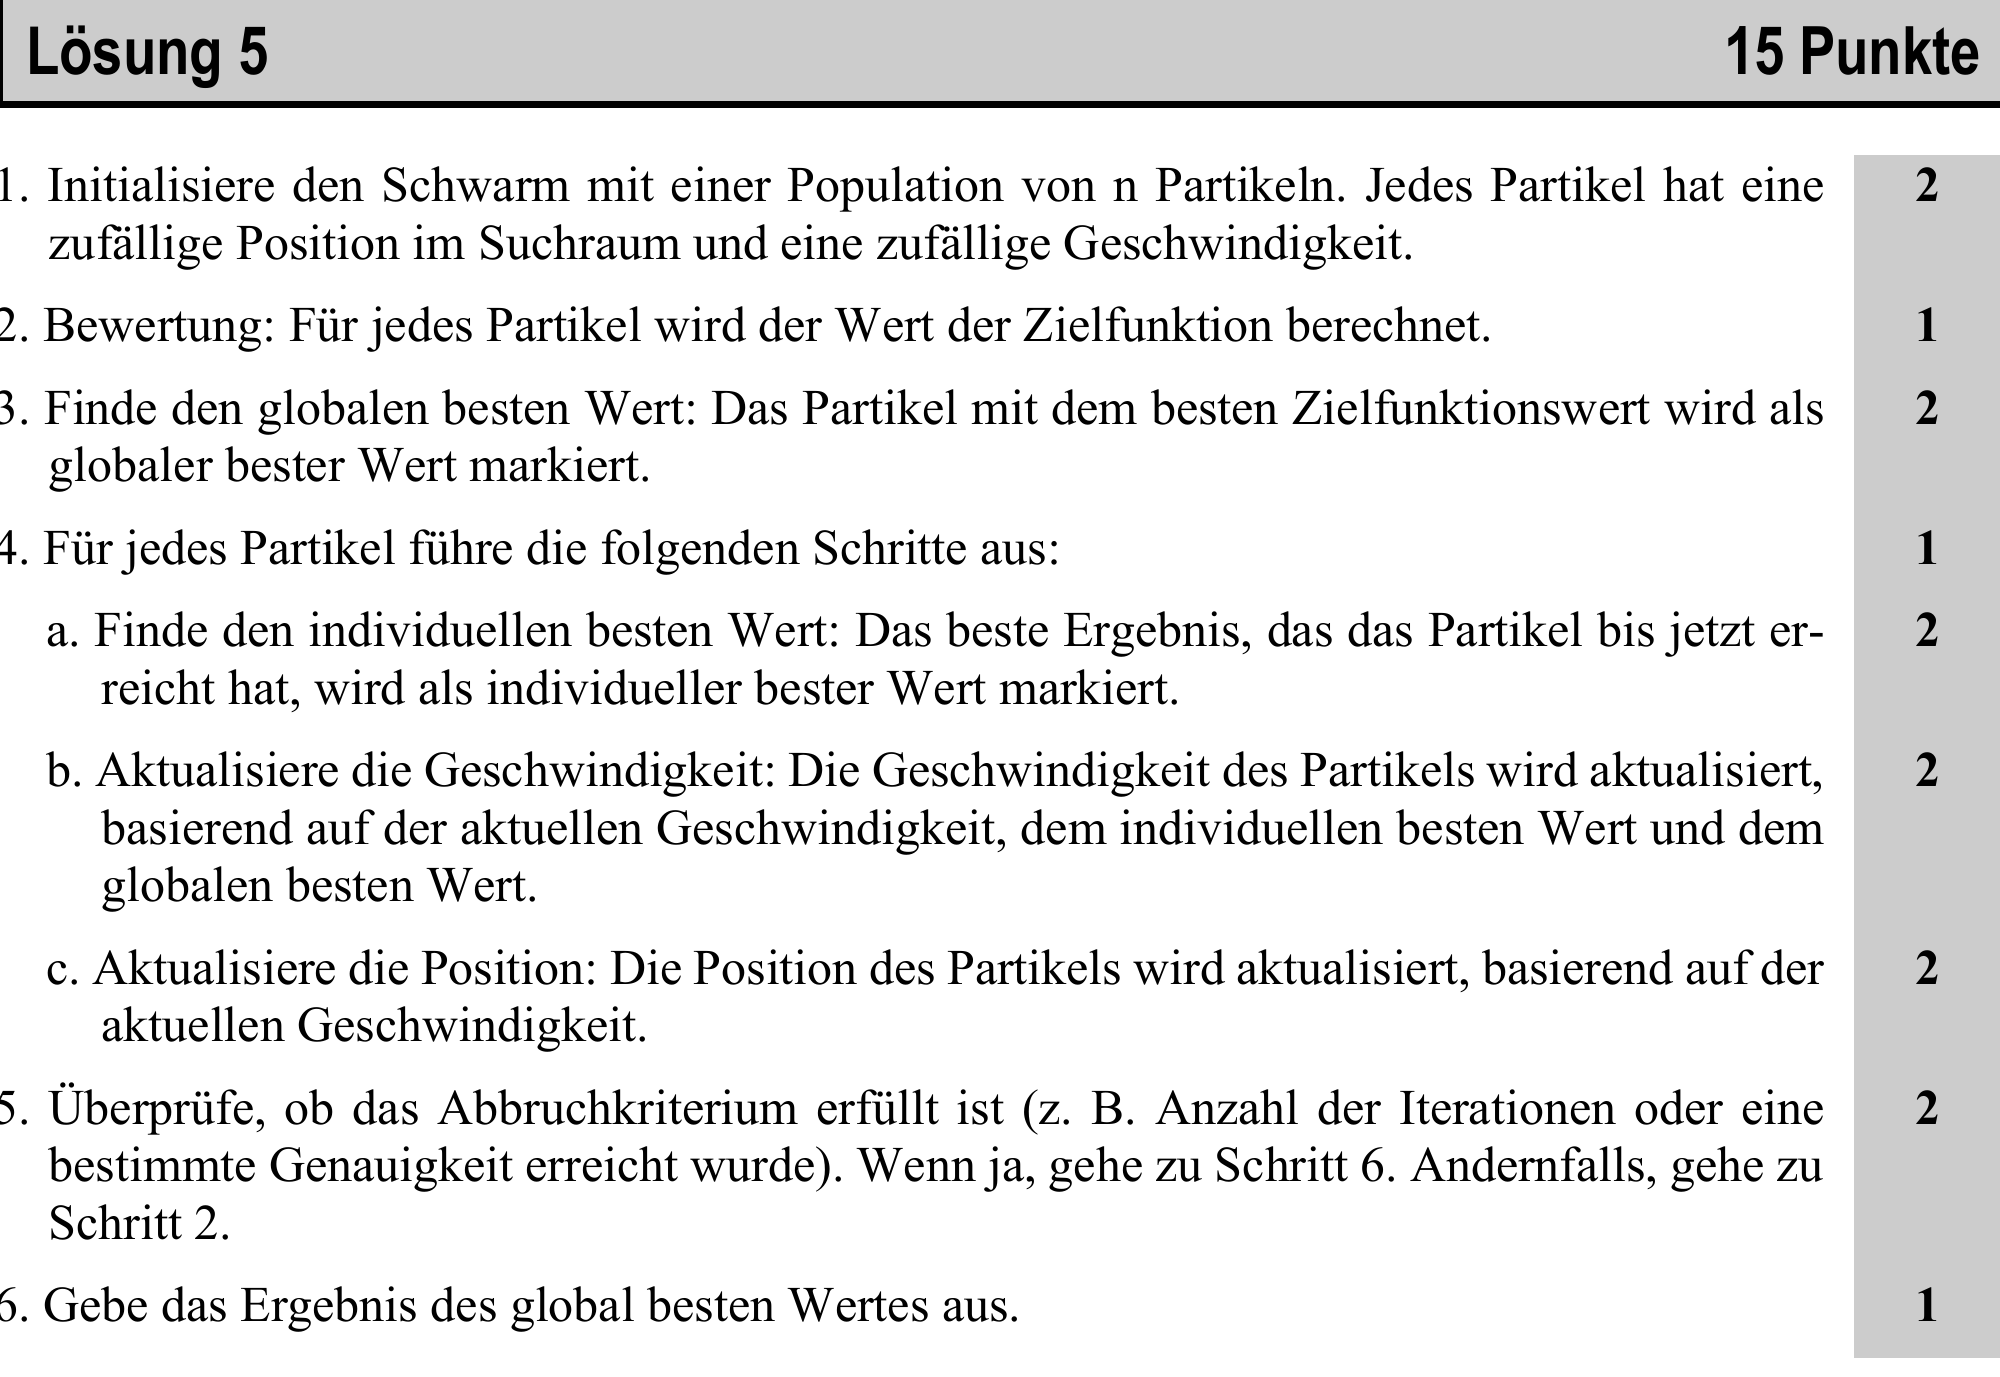 Lösung 5 15 Punkte
1. Initialisiere den Schwarm mit einer Population von n Partikeln. Jedes Partikel hat eine 2
zufällige Position im Suchraum und eine zufällige Geschwindigkeit.
2. Bewertung: Für jedes Partikel wird der Wert der Zielfunktion berechnet. 1
3. Finde den globalen besten Wert: Das Partikel mit dem besten Zielfunktionswert wird als 2
globaler bester Wert markiert.
4. Für jedes Partikel führe die folgenden Schritte aus: 1
a. Finde den individuellen besten Wert: Das beste Ergebnis, das das Partikel bis jetzt er- 2
reicht hat, wird als individueller bester Wert markiert.
b. Aktualisiere die Geschwindigkeit: Die Geschwindigkeit des Partikels wird aktualisiert, 2
basierend auf der aktuellen Geschwindigkeit, dem individuellen besten Wert und dem
globalen besten Wert.
c. Aktualisiere die Position: Die Position des Partikels wird aktualisiert, basierend auf der 2
aktuellen Geschwindigkeit.
5. Überprüfe, ob das Abbruchkriterium erfüllt ist (z. B. Anzahl der Iterationen oder eine 2
bestimmte Genauigkeit erreicht wurde). Wenn ja, gehe zu Schritt 6. Andernfalls, gehe zu
Schritt 2.
6. Gebe das Ergebnis des global besten Wertes aus. 1